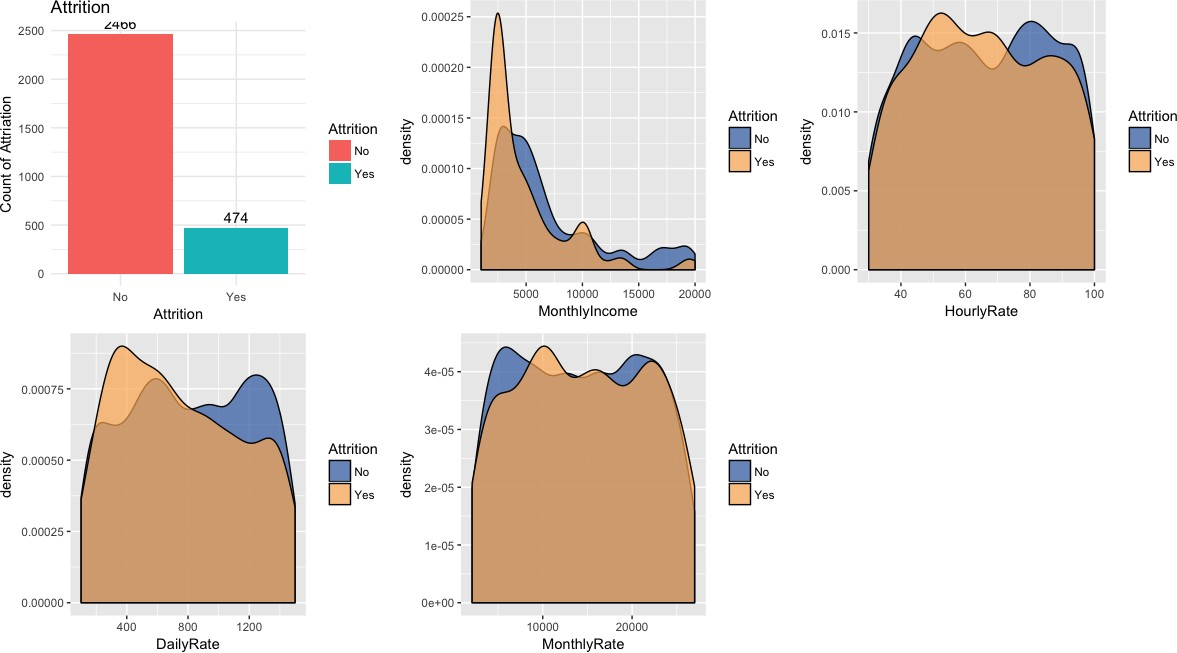 Attrition
Count of Attriation
2500
2000
1500
1000
500
0
2466
474
No
Yes
Attrition
Attrition
No
Yes
density
0.00025
0.00020
0.00015
0.00010
0.00005
0.00000
5000
10000
15000
20000
MonthlyIncome
Attrition
No
Yes
density
0.015
0.010
0.005
0.000
40
60
80
100
HourlyRate
Attrition
No
Yes
density
0.00075
0.00050
0.00025
0.00000
400
800
1200
DailyRate
Attrition
No
Yes
density
4e-05
3e-05
2e-05
1e-05
0e+00
10000
20000
MonthlyRate
Attrition
No
Yes